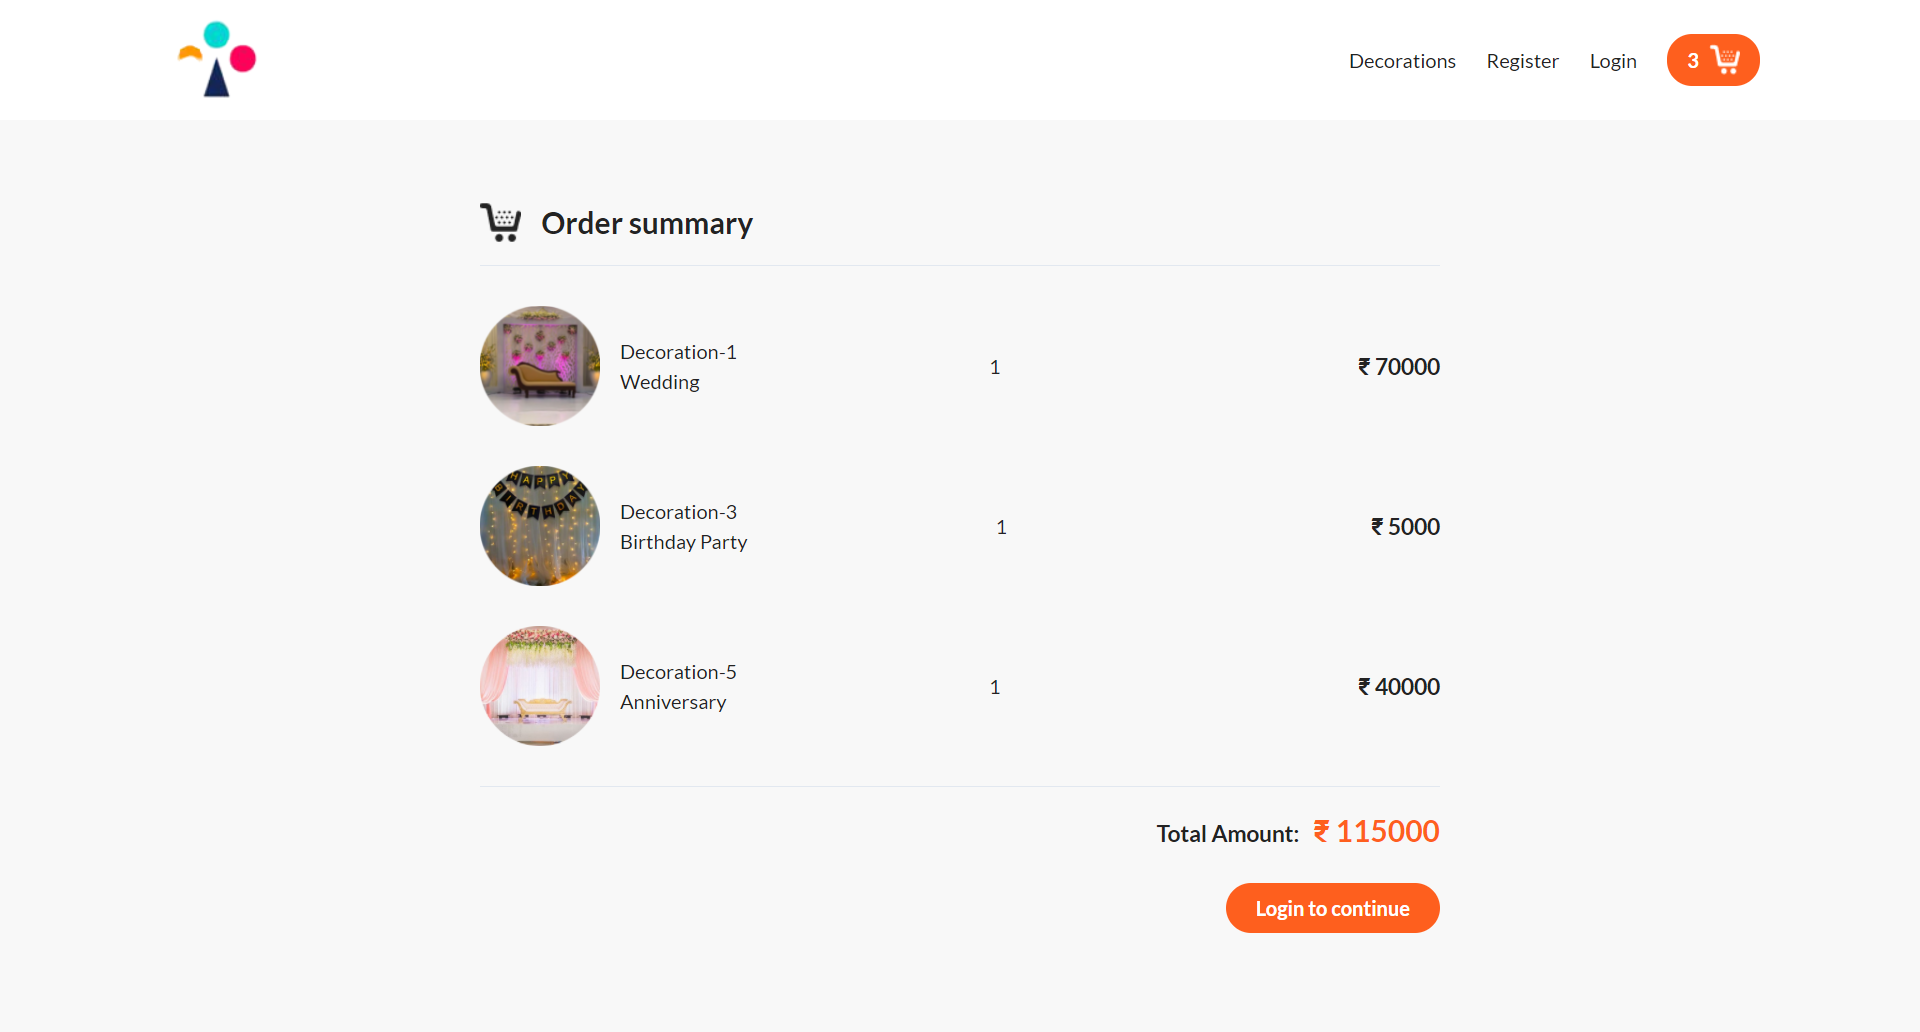 Decorations Register Login 3
Order summary
Decoration-1
Wedding
1
₹ 70000
HAPPY
BIRTHDAY
Decoration-3
Birthday Party
1
₹ 5000
Decoration-5
Anniversary
1
₹ 40000
Total Amount: ₹ 115000
Login to continue